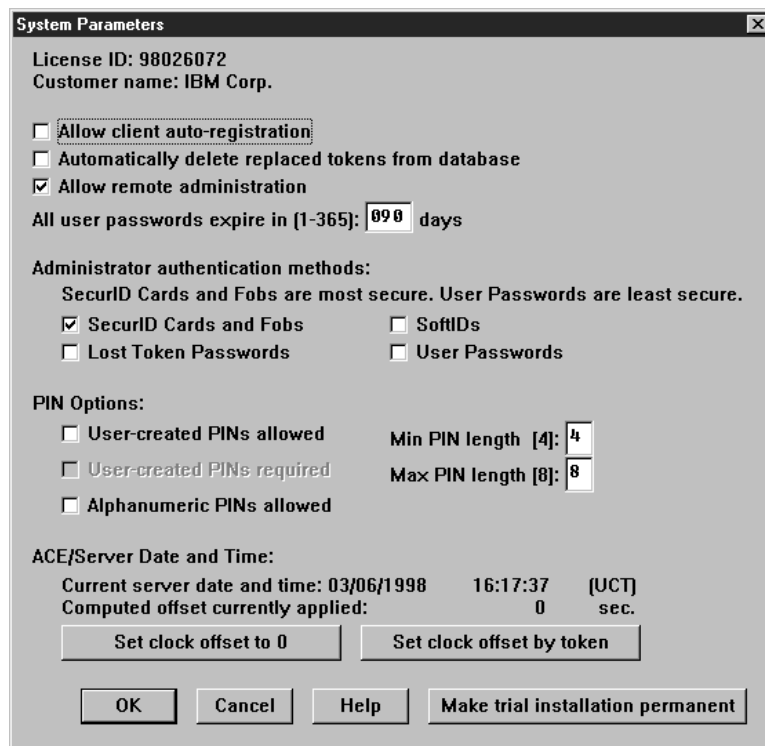 System Parameters
License ID: 98026072
Customer name: IBM Corp.
Allow client auto-registration
Automatically delete replaced tokens from database
Allow remote administration
All user passwords expire in (1-365): 090 days
Administrator authentication methods:
SecurID Cards and Fobs are most secure. User Passwords are least secure.
SecurID Cards and Fobs SoftIDs
Lost Token Passwords User Passwords
PIN Options:
User-created PINs allowed Min PIN length [4]: 4
User-created PINs required Max PIN length [8]: 8
Alphanumeric PINs allowed
ACE/Server Date and Time:
Current server date and time: 03/06/1998 16:17:37 (UCT)
Computed offset currently applied: 0 sec.
Set clock offset to 0 Set clock offset by token
OK Cancel Help Make trial installation permanent